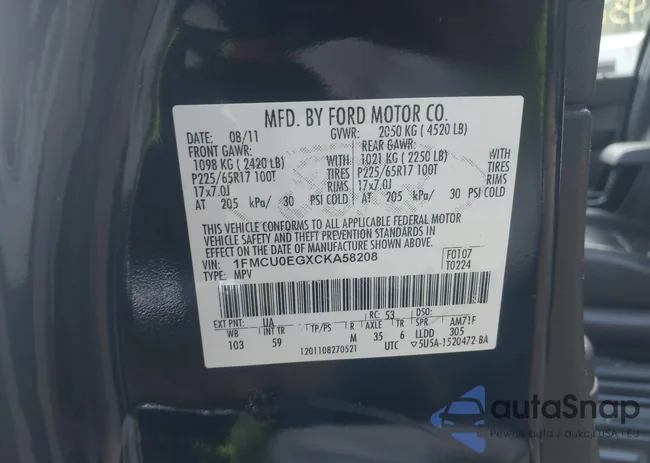 MFD. BY FORD MOTOR CO.
DATE: 08/11 GVWR: 2050 KG ( 4520 LB)
FRONT GAWR: REAR GAWR:
1098 KG ( 2420 LB) WITH 1021 KG ( 2250 LB) WITH
P225/65R17 100T TIRES P225/65R17 100T TIRES
17x7.0J RIMS 17x7.0J RIMS
AT 205 kPa/ 30 PSI COLD AT 205 kPa/ 30 PSI COLD
THIS VEHICLE CONFORMS TO ALL APPLICABLE FEDERAL MOTOR
VEHICLE SAFETY AND THEFT PREVENTION STANDARDS IN
EFFECT ON THE DATE OF MANUFACTURE SHOWN ABOVE.
VIN: 1FMCU0EGXCKA58208 F0107
TYPE: MPV T0224
EXT PNT: UA RC: 53 DSO: AM71F
WB INT TR TP/PS R AXLE TR LLDD 305
103 59 M 35 6
1201108270521 UTC ▽5U5A-1520472-BA
autoSnap